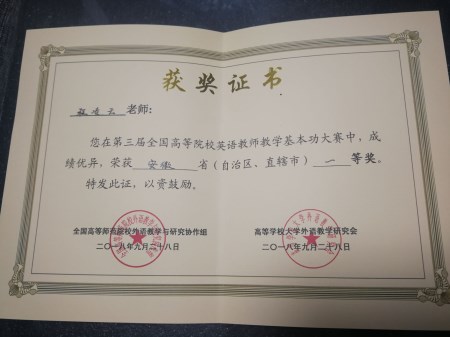 获奖证书
老师：
您在第三届全国高等院校英语教师教学基本功大赛中，成
绩优异，荣获 安徽 省（自治区、直辖市） 一 等奖。
特发此证，以资鼓励。
全国高等师范院校外语教学与研究协作组
高等学校大学外语教学研究会
二〇一八年九月二十八日
二〇一八年九月二十八日